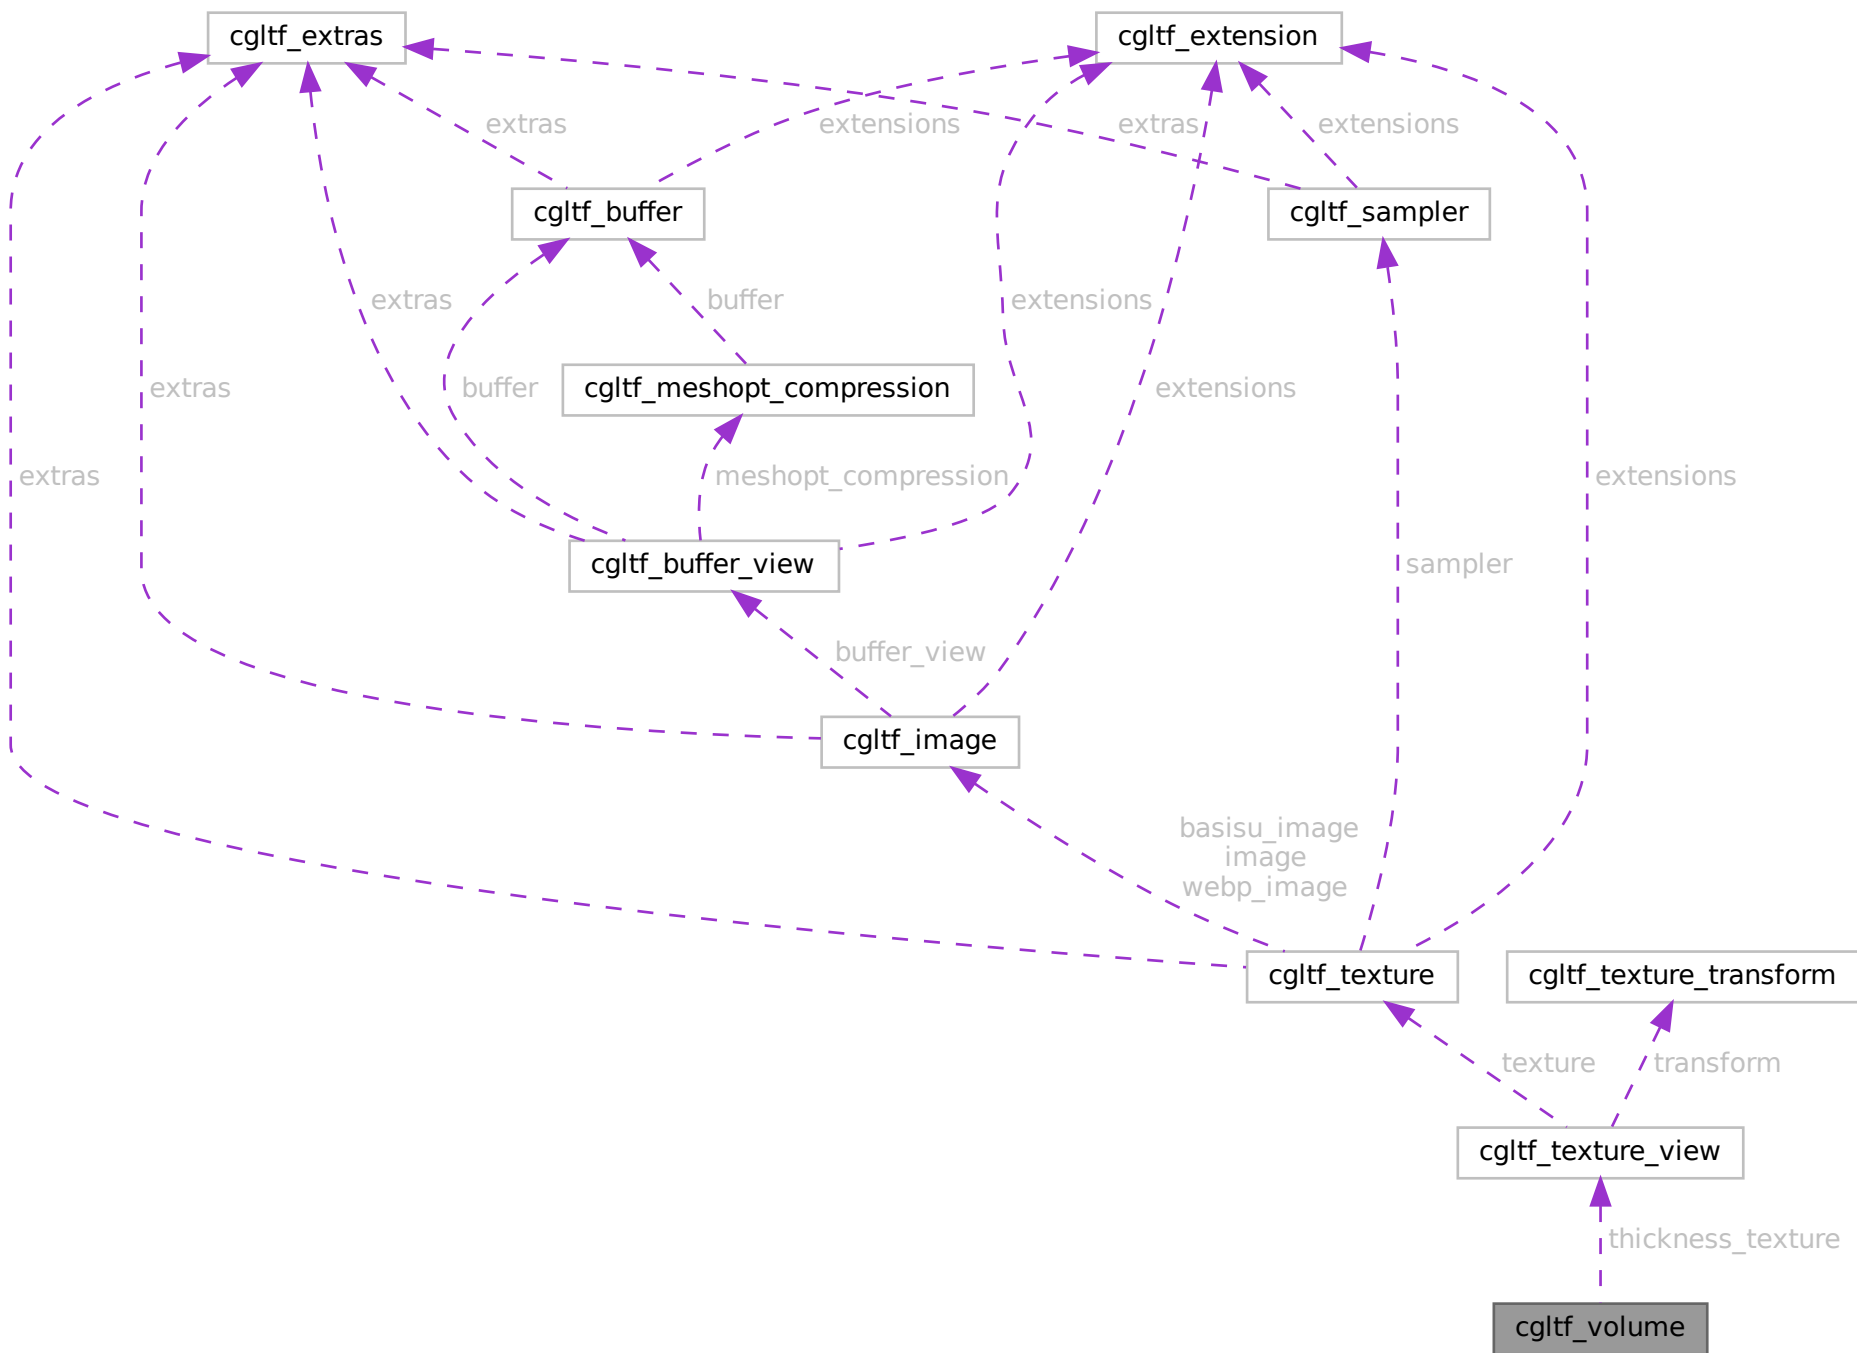 cgltf_extras
cgltf_extension
extras
extensions
extras
extensions
cgltf_buffer
cgltf_sampler
extras
buffer
extensions
extras
buffer
cgltf_meshopt_compression
extensions
extras
meshopt_compression
extensions
cgltf_buffer_view
sampler
buffer_view
cgltf_image
basisu_image
image
webp_image
cgltf_texture
cgltf_texture_transform
texture
transform
cgltf_texture_view
thickness_texture
cgltf_volume